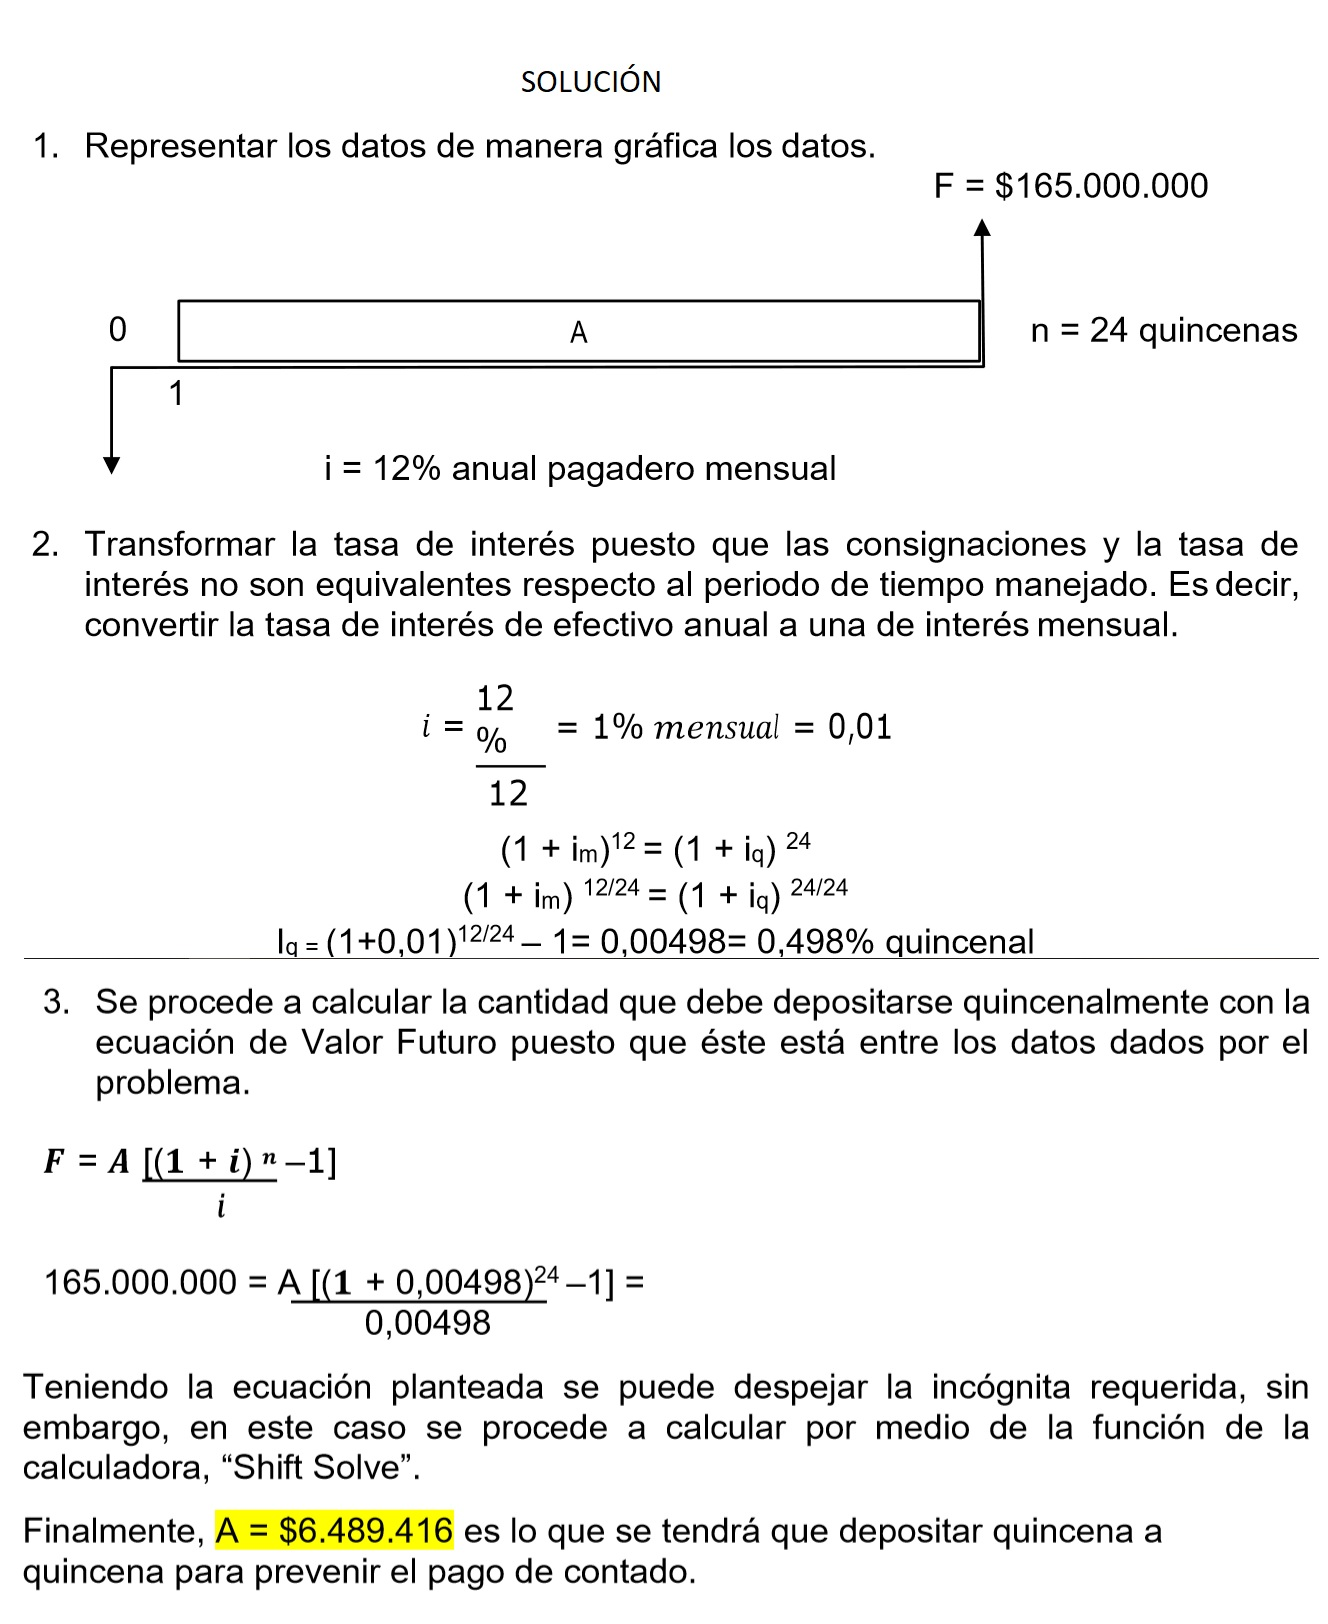 SOLUCIÓN
1. Representar los datos de manera gráfica los datos.
F = $165.000.000
0
A
n = 24 quincenas
1
i = 12% anual pagadero mensual
2. Transformar la tasa de interés puesto que las consignaciones y la tasa de
interés no son equivalentes respecto al periodo de tiempo manejado. Es decir,
convertir la tasa de interés de efectivo anual a una de interés mensual.
12
i = % = 1% mensual = 0,01
12
(1 + im)12 = (1 + iq) 24
(1 + im) 12/24 = (1 + iq) 24/24
Iq = (1+0,01)12/24 – 1= 0,00498= 0,498% quincenal
3. Se procede a calcular la cantidad que debe depositarse quincenalmente con la
ecuación de Valor Futuro puesto que éste está entre los datos dados por el
problema.
F = A [(1 + i) n –1]
i
165.000.000 = A [(1 + 0,00498)24 –1] =
0,00498
Teniendo la ecuación planteada se puede despejar la incógnita requerida, sin
embargo, en este caso se procede a calcular por medio de la función de la
calculadora, “Shift Solve”.
Finalmente, A = $6.489.416 es lo que se tendrá que depositar quincena a
quincena para prevenir el pago de contado.